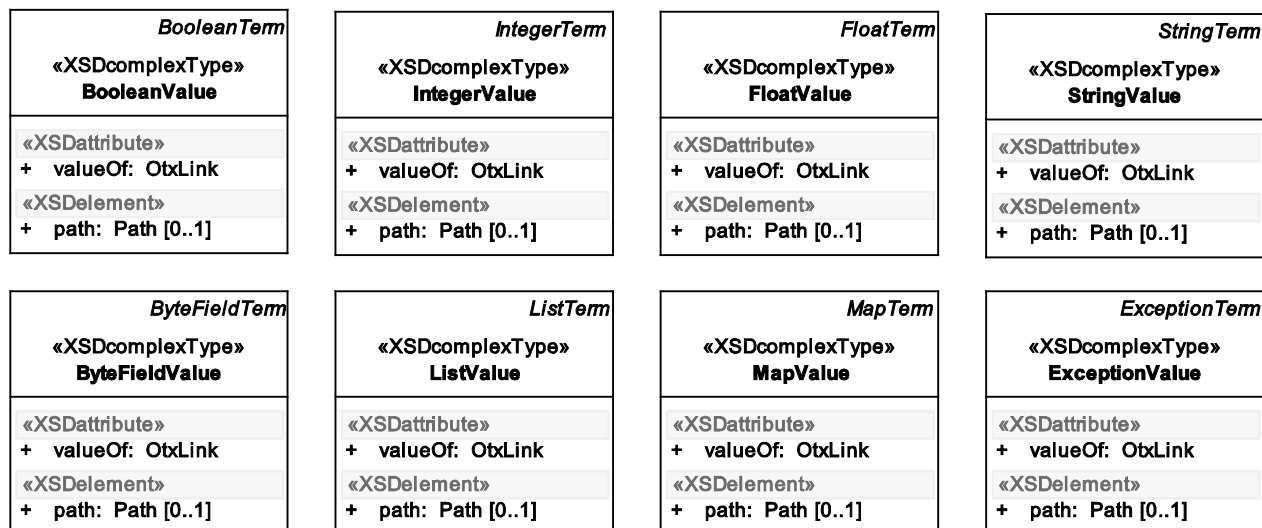 BooleanTerm
«XSDcomplexType»
BooleanValue
«XSDattribute»
+ valueOf: OtxLink
«XSDelement»
+ path: Path [0..1]
IntegerTerm
«XSDcomplexType»
IntegerValue
«XSDattribute»
+ valueOf: OtxLink
«XSDelement»
+ path: Path [0..1]
FloatTerm
«XSDcomplexType»
FloatValue
«XSDattribute»
+ valueOf: OtxLink
«XSDelement»
+ path: Path [0..1]
StringTerm
«XSDcomplexType»
StringValue
«XSDattribute»
+ valueOf: OtxLink
«XSDelement»
+ path: Path [0..1]
ByteFieldTerm
«XSDcomplexType»
ByteFieldValue
«XSDattribute»
+ valueOf: OtxLink
«XSDelement»
+ path: Path [0..1]
ListTerm
«XSDcomplexType»
ListValue
«XSDattribute»
+ valueOf: OtxLink
«XSDelement»
+ path: Path [0..1]
MapTerm
«XSDcomplexType»
MapValue
«XSDattribute»
+ valueOf: OtxLink
«XSDelement»
+ path: Path [0..1]
ExceptionTerm
«XSDcomplexType»
ExceptionValue
«XSDattribute»
+ valueOf: OtxLink
«XSDelement»
+ path: Path [0..1]